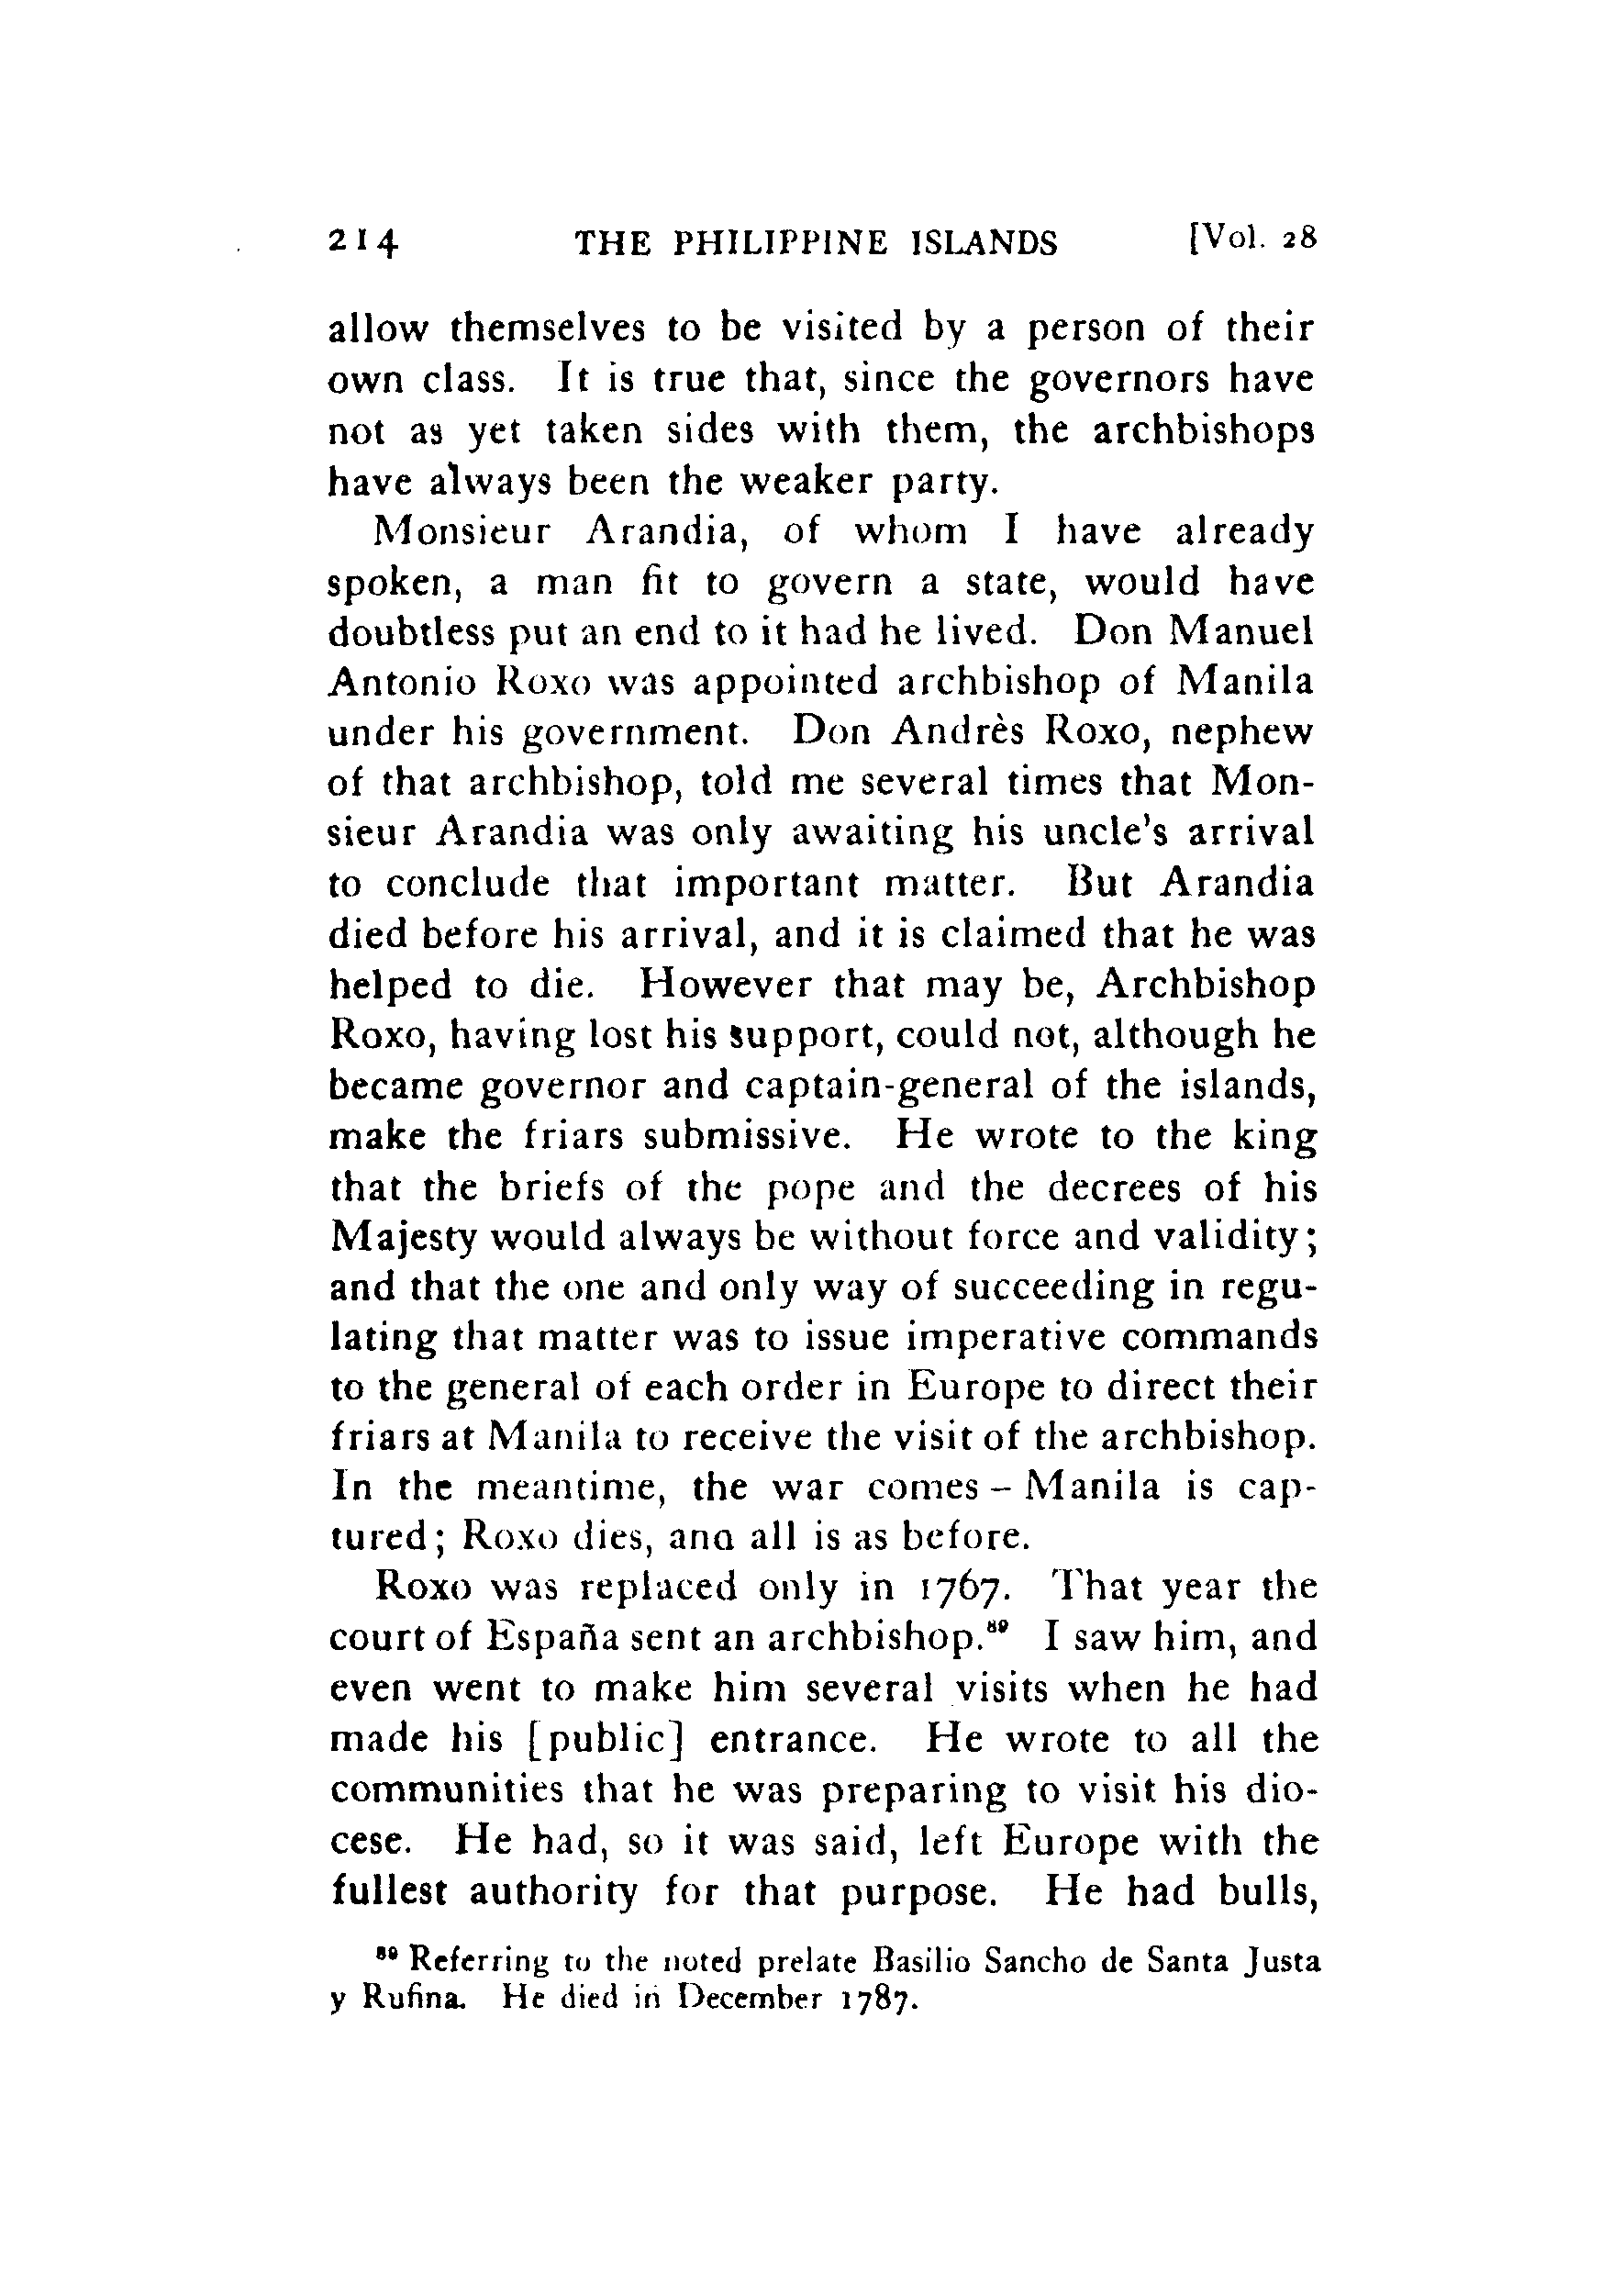 214 THE PHILIPPINE ISLANDS [Vol. 28
allow themselves to be visited by a person of their
own class. It is true that, since the governors have
not as yet taken sides with them, the archbishops
have always been the weaker party.
Monsieur Arandia, of whom I have already
spoken, a man fit to govern a state, would have
doubtless put an end to it had he lived. Don Manuel
Antonio Roxo was appointed archbishop of Manila
under his government. Don Andrès Roxo, nephew
of that archbishop, told me several times that Mon-
sieur Arandia was only awaiting his uncle's arrival
to conclude that important matter. But Arandia
died before his arrival, and it is claimed that he was
helped to die. However that may be, Archbishop
Roxo, having lost his support, could not, although he
became governor and captain-general of the islands,
make the friars submissive. He wrote to the king
that the briefs of the pope and the decrees of his
Majesty would always be without force and validity;
and that the one and only way of succeeding in regu-
lating that matter was to issue imperative commands
to the general of each order in Europe to direct their
friars at Manila to receive the visit of the archbishop.
In the meantime, the war comes – Manila is cap-
tured; Roxo dies, and all is as before.
Roxo was replaced only in 1767. That year the
court of España sent an archbishop.⁸⁹ I saw him, and
even went to make him several visits when he had
made his [public] entrance. He wrote to all the
communities that he was preparing to visit his dio-
cese. He had, so it was said, left Europe with the
fullest authority for that purpose. He had bulls,
⁸⁹ Referring to the noted prelate Basilio Sancho de Santa Justa
y Rufina. He died in December 1787.